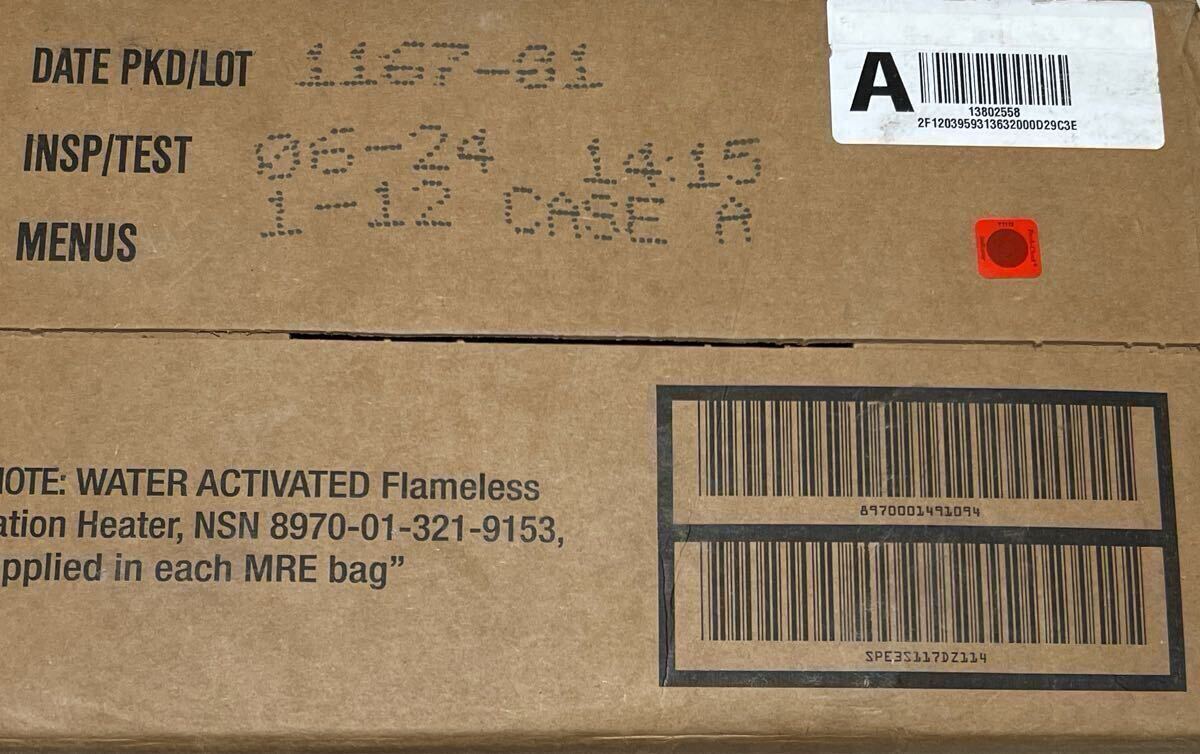 DATE PKD/LOT 1167-81
INSP/TEST 06-24 14:15
MENUS 1-12 CASE A
A
13802558
2F1203959313632000D29C3E
NOTE: WATER ACTIVATED Flameless
ation Heater, NSN 8970-01-321-9153,
pplied in each MRE bag”
8970001491094
SPE3S117DZ114